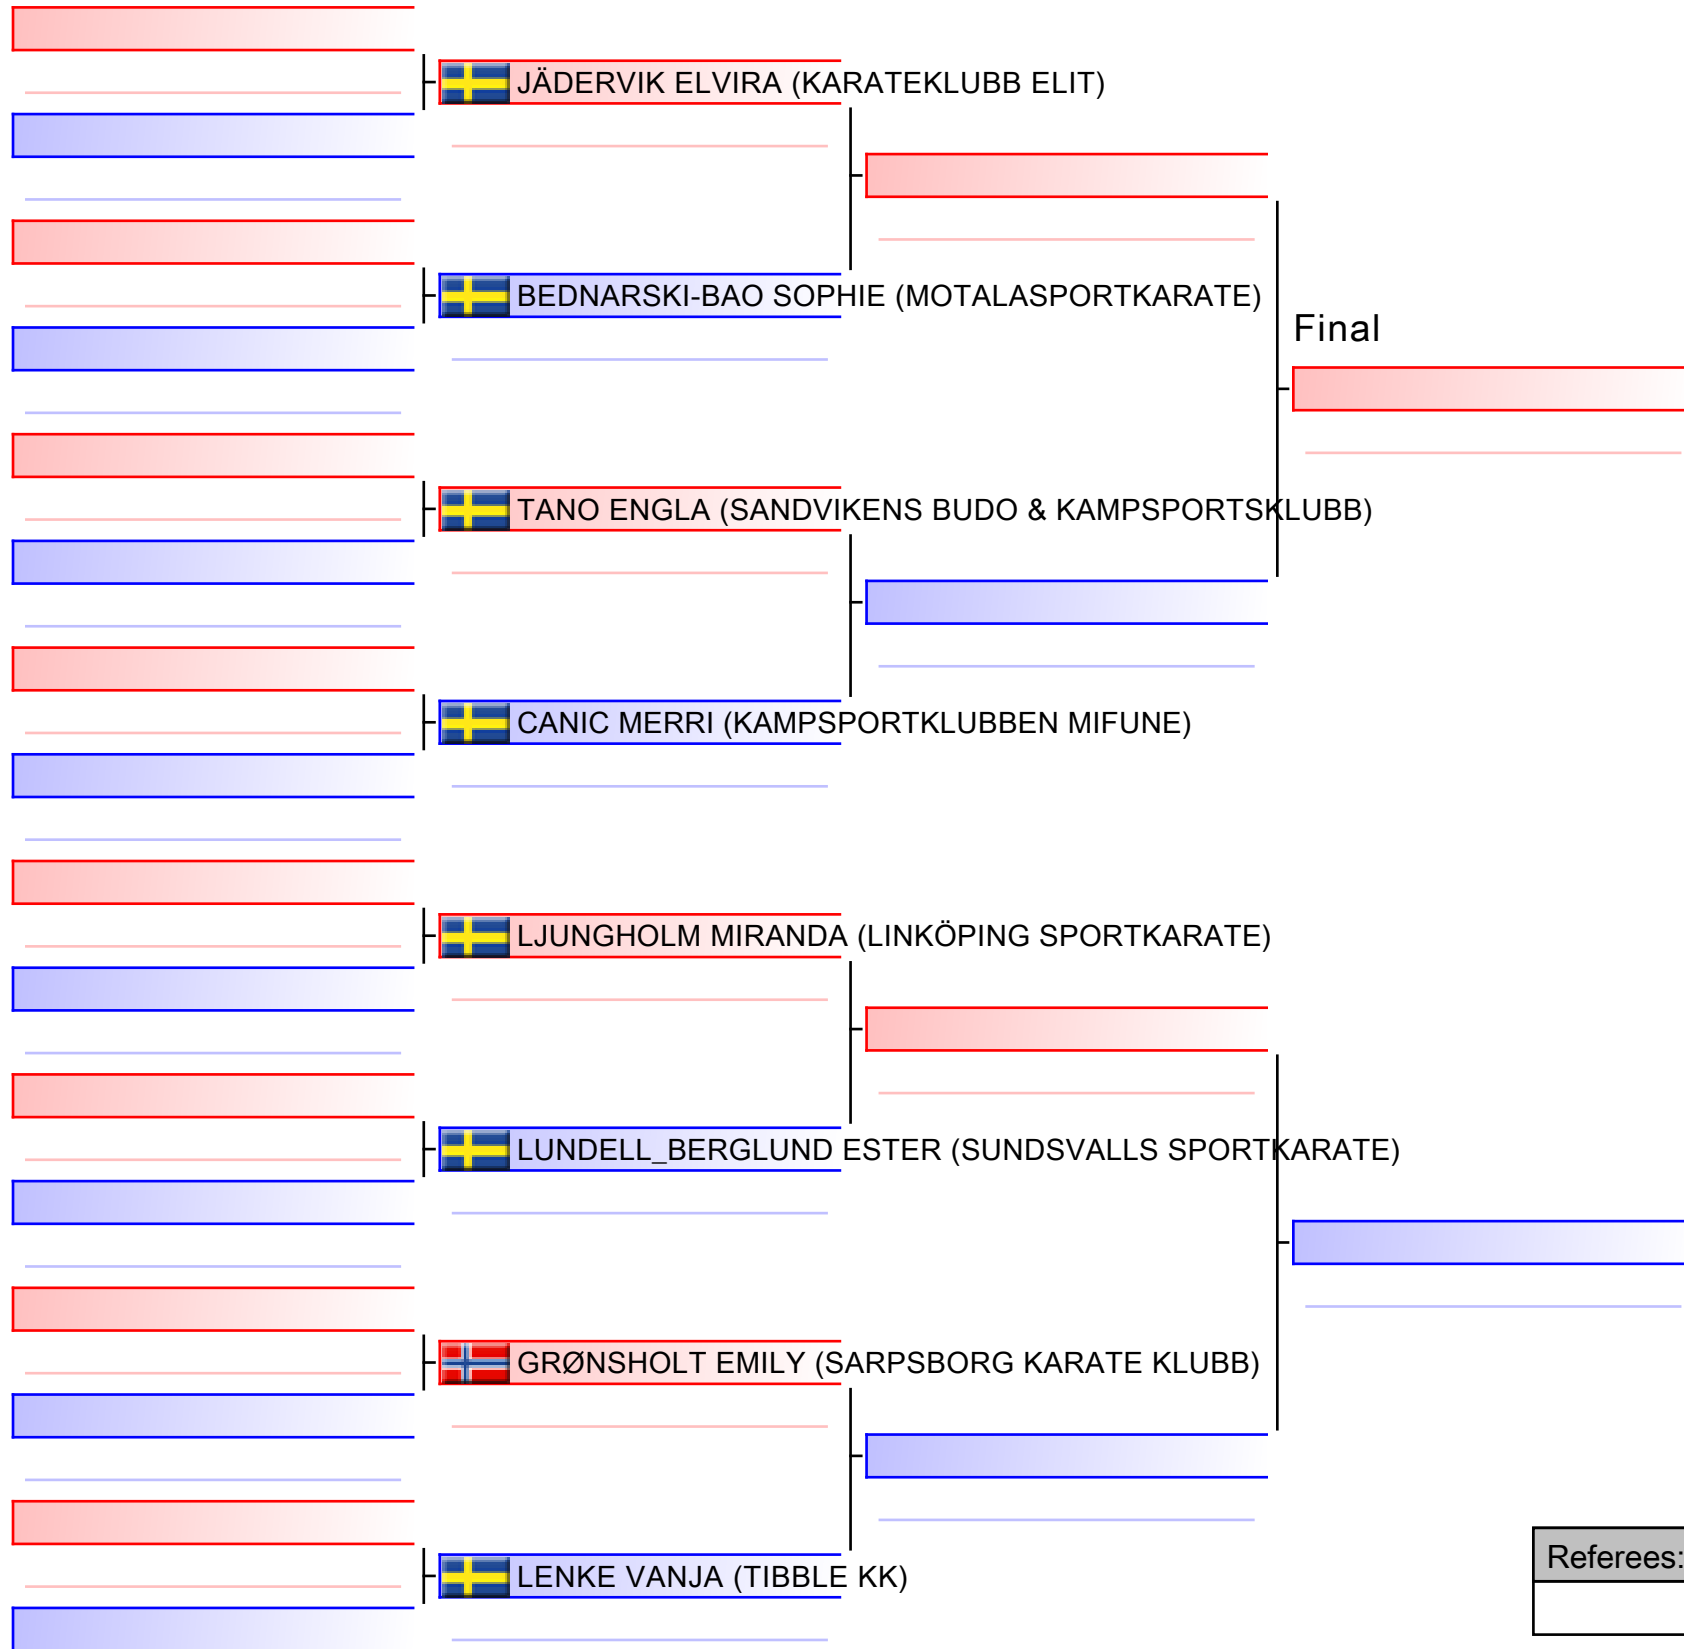 JÄDERVIK ELVIRA (KARATEKLUBB ELIT)
BEDNARSKI-BAO SOPHIE (MOTALASPORTKARATE)
Final
TANO ENGLA (SANDVIKENS BUDO & KAMPSPORTSKLUBB)
CANIC MERRI (KAMPSPORTKLUBBEN MIFUNE)
LJUNGHOLM MIRANDA (LINKÖPING SPORTKARATE)
LUNDELL_BERGLUND ESTER (SUNDSVALLS SPORTKARATE)
GRØNSHOLT EMILY (SARPSBORG KARATE KLUBB)
Referees:
LENKE VANJA (TIBBLE KK)